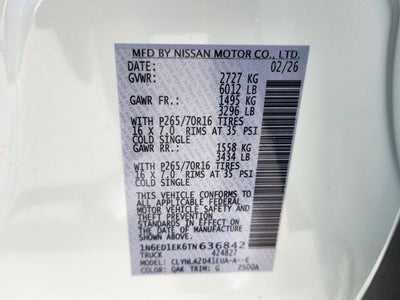 MFD BY NISSAN MOTOR CO., LTD.
DATE: 02/26
GVWR: 2727 KG
6012 LB
GAWR FR.: 1495 KG
3296 LB
WITH P265/70R16 TIRES
16 X 7.0 RIMS AT 35 PSI
COLD SINGLE
GAWR RR.: 1558 KG
3434 LB
WITH P265/70R16 TIRES
16 X 7.0 RIMS AT 35 PSI
COLD SINGLE
THIS VEHICLE CONFORMS TO
ALL APPLICABLE FEDERAL
MOTOR VEHICLE SAFETY
STANDARDS IN EFFECT ON THE
DATE OF MANUFACTURE
SHOWN ABOVE.
1N6ED1EK6TN636842
TRUCK 424827
MODEL: CLYNLAZD41EUA-A--E
COLOR: QAK TRIM: G 2500A